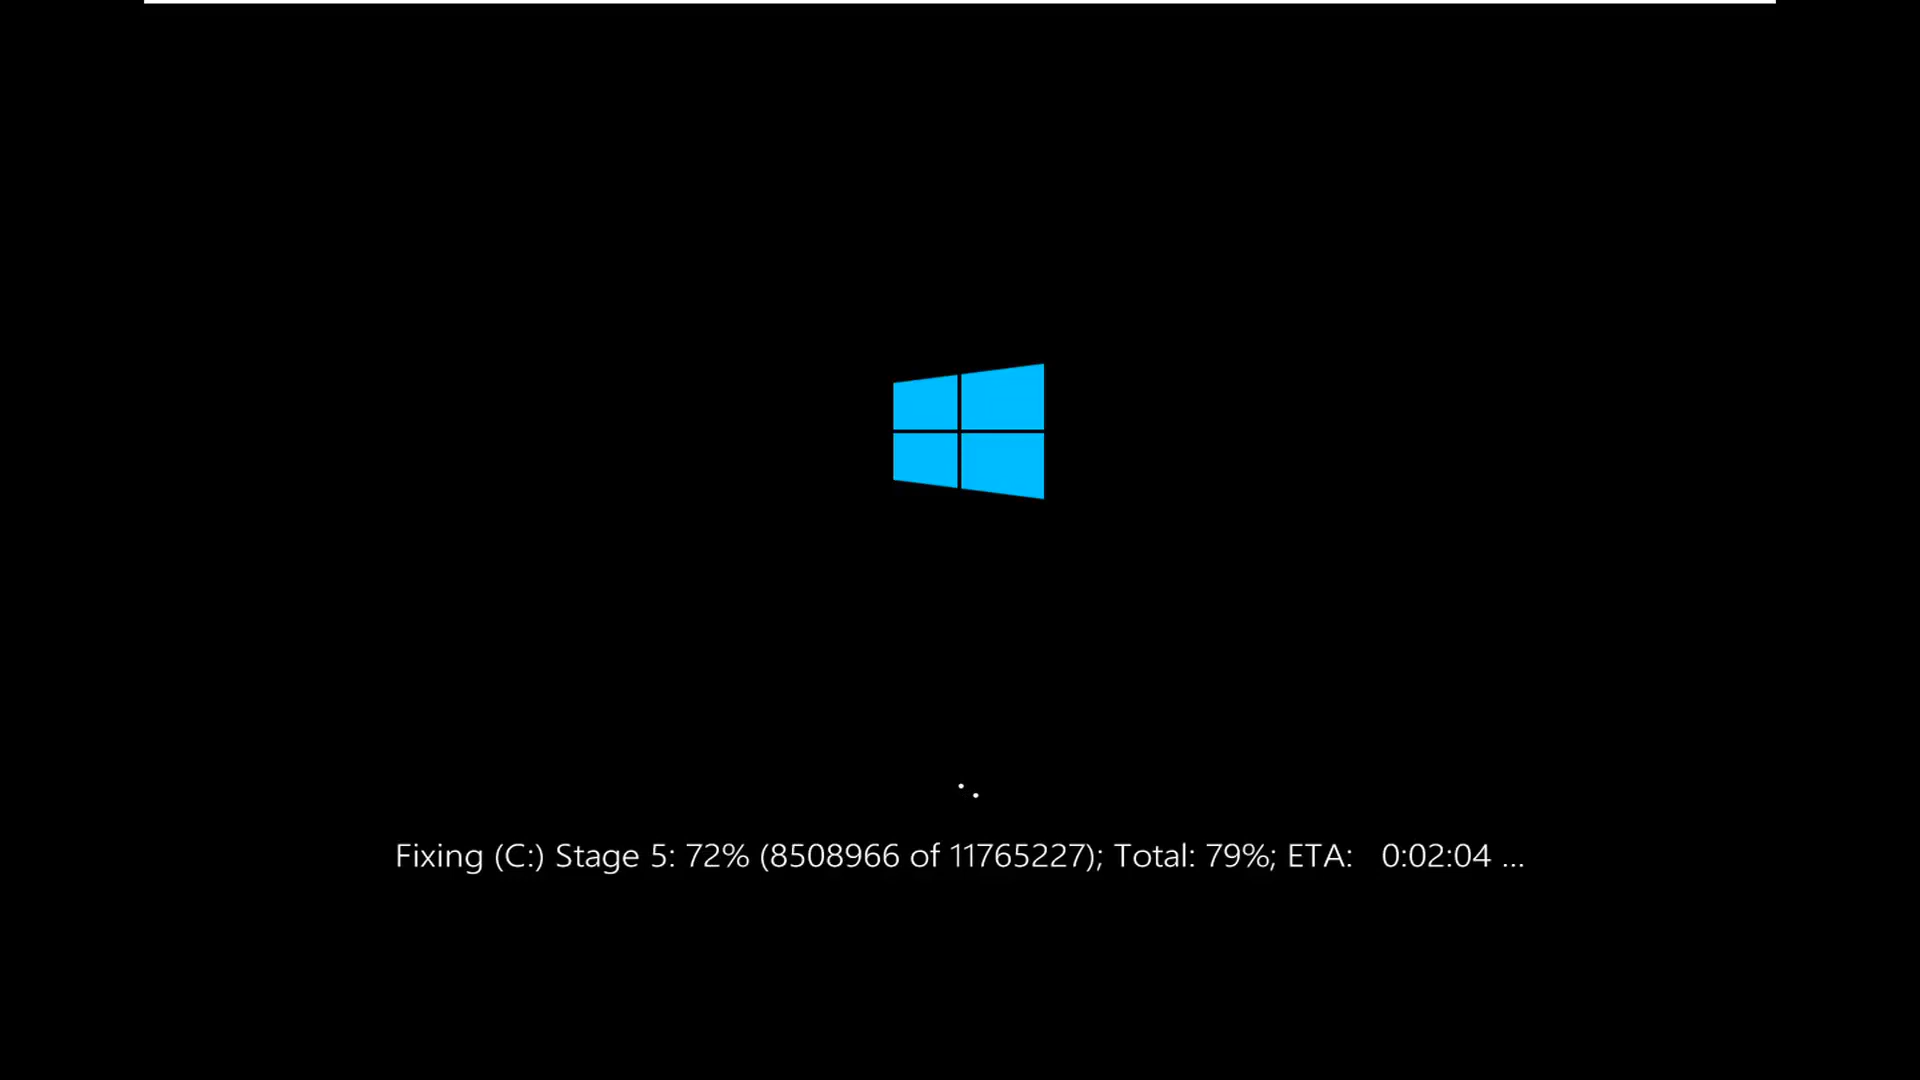 Fixing (C:) Stage 5: 72% (8508966 of 11765227); Total: 79%; ETA:   0:02:04 ...